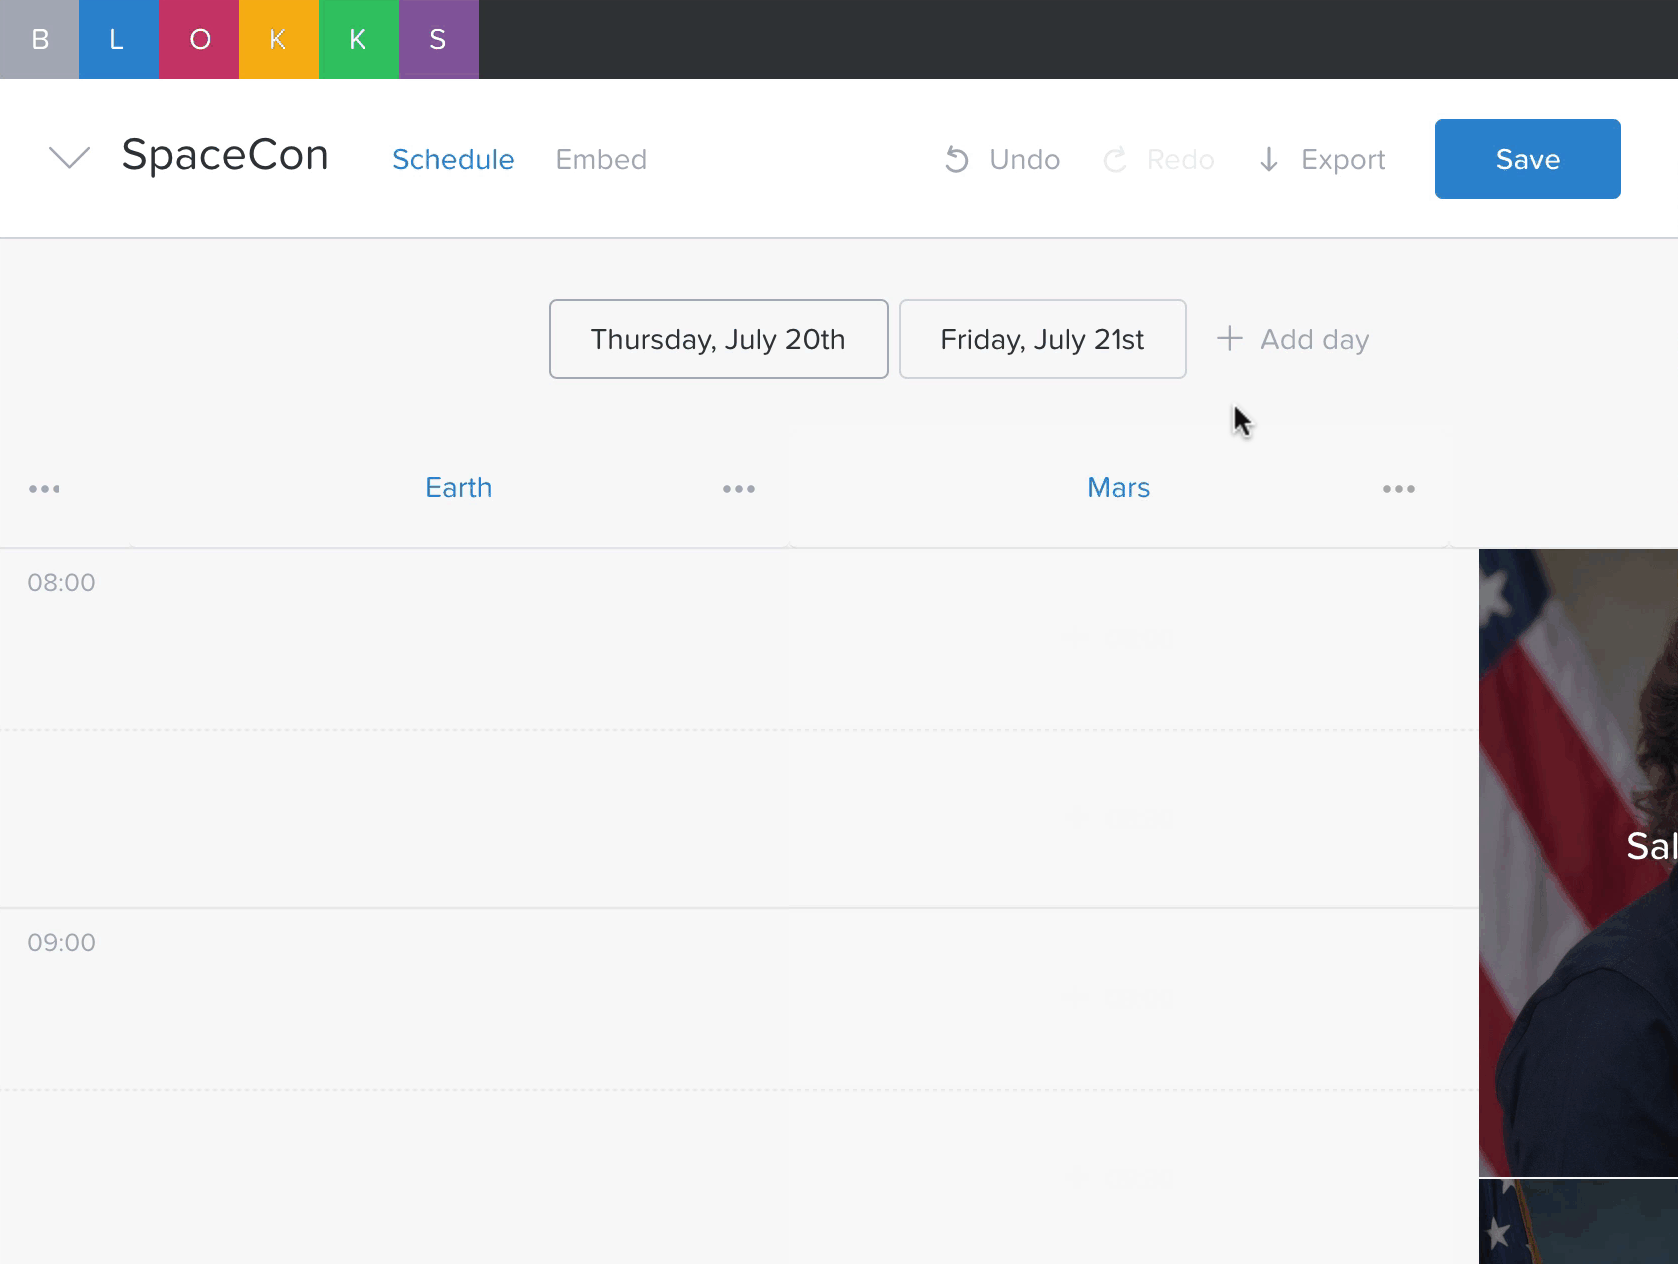 B L O K K S
SpaceCon Schedule Embed Undo Redo Export Save
Thursday, July 20th Friday, July 21st Add day
Earth Mars
08:00
Sal
09:00